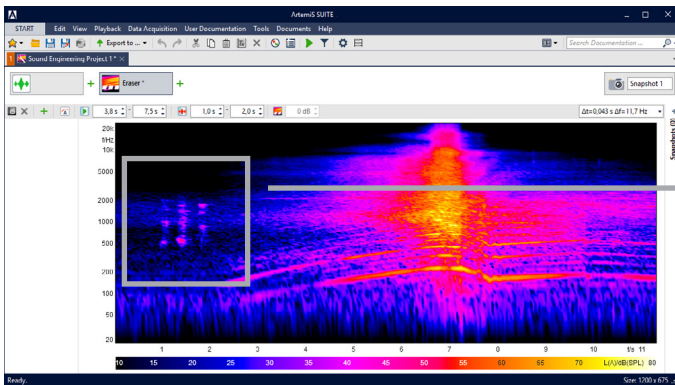 ArtemiS SUITE
START Edit View Playback Data Acquisition User Documentation Tools Documents Help
Export to ... Search Documentation ...
1 Sound Engineering Project 1* ×
+ Eraser * + Snapshot 1
3,8 s - 7,5 s 1,0 s - 2,0 s 0 dB Δt=0,043 s Δf=11,7 Hz
Snapshots (3)
20k
f/Hz
10k
5000
2000
1000
500
200
100
50
20
1 2 3 4 5 6 7 8 9 10 t/s 11
10 15 20 25 30 35 40 45 50 55 60 65 70 L(A)/dB(SPL) 80
Ready. Size: 1200 x 675